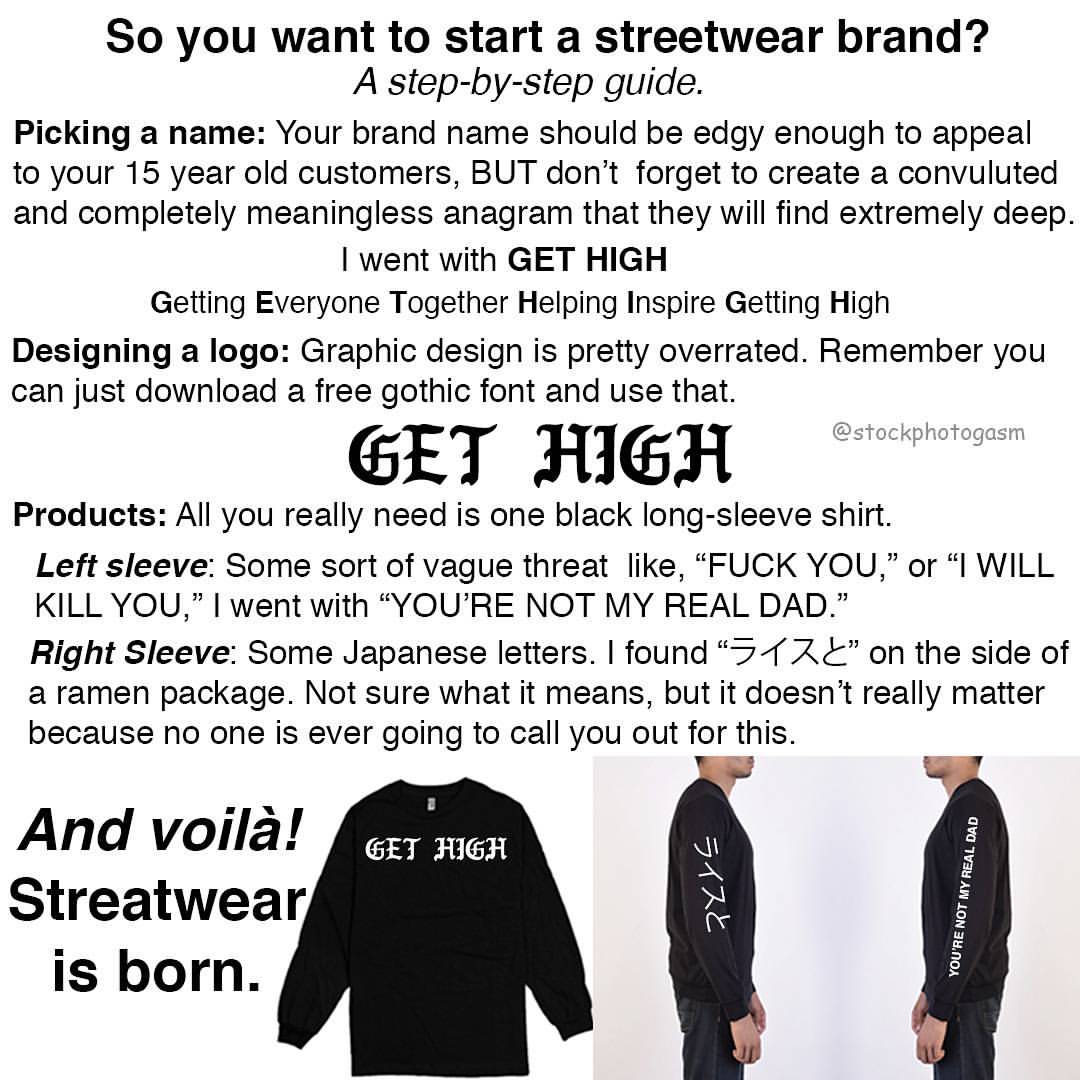 So you want to start a streetwear brand?
A step-by-step guide.
Picking a name: Your brand name should be edgy enough to appeal
to your 15 year old customers, BUT don’t  forget to create a convuluted
and completely meaningless anagram that they will find extremely deep.
I went with GET HIGH
Getting Everyone Together Helping Inspire Getting High
Designing a logo: Graphic design is pretty overrated. Remember you
can just download a free gothic font and use that.
GET HIGH
@stockphotogasm
Products: All you really need is one black long-sleeve shirt.
Left sleeve: Some sort of vague threat  like, “FUCK YOU,” or “I WILL
KILL YOU,” I went with “YOU’RE NOT MY REAL DAD.”
Right Sleeve: Some Japanese letters. I found “ライスと” on the side of
a ramen package. Not sure what it means, but it doesn’t really matter
because no one is ever going to call you out for this.
And voilà!
Streatwear
is born.
GET HIGH
ライスと
YOU'RE NOT MY REAL DAD